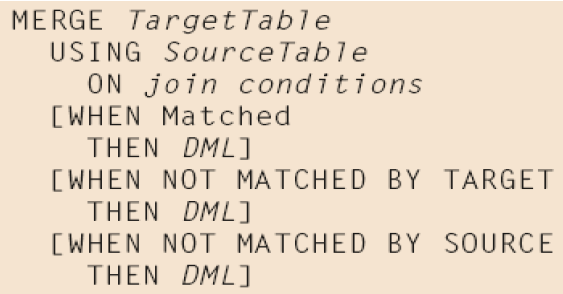 MERGE TargetTable
USING SourceTable
ON join conditions
[WHEN Matched
THEN DML]
[WHEN NOT MATCHED BY TARGET
THEN DML]
[WHEN NOT MATCHED BY SOURCE
THEN DML]